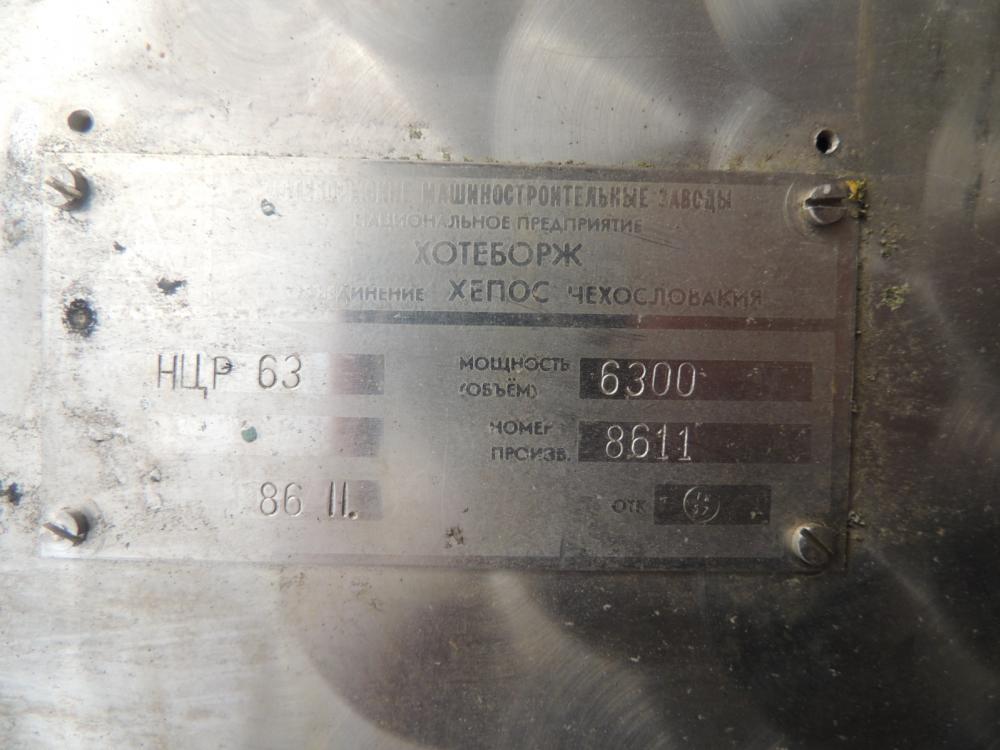 МАШИНОСТРОИТЕЛЬНЫЕ ЗАВОДЫ
НАЦИОНАЛЬНОЕ ПРЕДПРИЯТИЕ
ХОТЕБОРЖ
ХЕПОС ЧЕХОСЛОВАКИЯ
НЦР 63
МОЩНОСТЬ (ОБЪЁМ) 6300
НОМЕР ПРОИЗВ. 8611
86 II.
ОТК